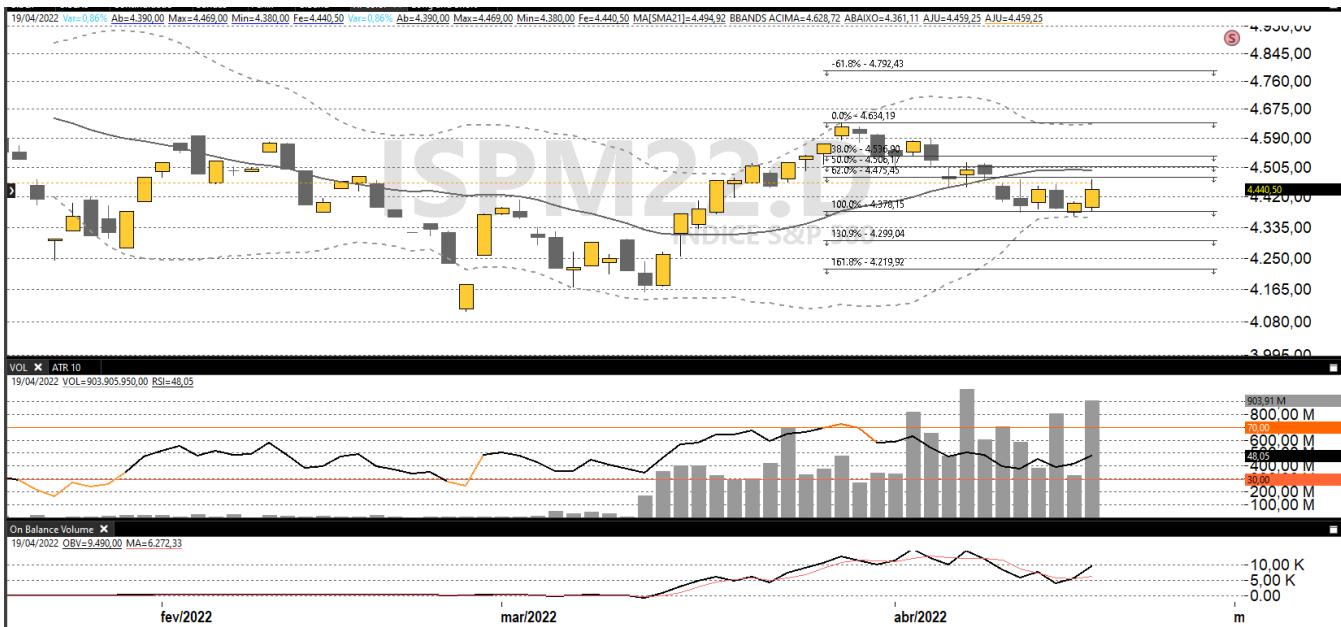 19/04/2022 Var=0,86% Ab=4.390,00 Max=4.469,00 Min=4.380,00 Fe=4.440,50 Var=0,86% Ab=4.390,00 Max=4.469,00 Min=4.380,00 Fe=4.440,50 MA[SMA21]=4.494,92 BBANDS ACIMA=4.628,72 ABAIXO=4.361,11 AJU=4.459,25 AJU=4.459,25
S
4.845,00
-61.8% - 4.792,43
4.760,00
4.675,00
0.0% - 4.634,19
4.590,00
ISPM22.D
38.0% - 4.536,90
50.0% - 4.506,17
4.505,00
62.0% - 4.475,45
4.440,50
4.420,00
100.0% - 4.378,15
4.335,00
INDICE S&P 500
130.9% - 4.299,04
4.250,00
161.8% - 4.219,92
4.165,00
4.080,00
3.995,00
VOL ATR 10
19/04/2022 VOL=903.905.950,00 RSI=48,05
903,91 M
800,00 M
70,00
600,00 M
48,05
400,00 M
30,00
200,00 M
100,00 M
On Balance Volume
19/04/2022 OBV=9.490,00 MA=6.272,33
10,00 K
5,00 K
0.00
fev/2022 mar/2022 abr/2022 m